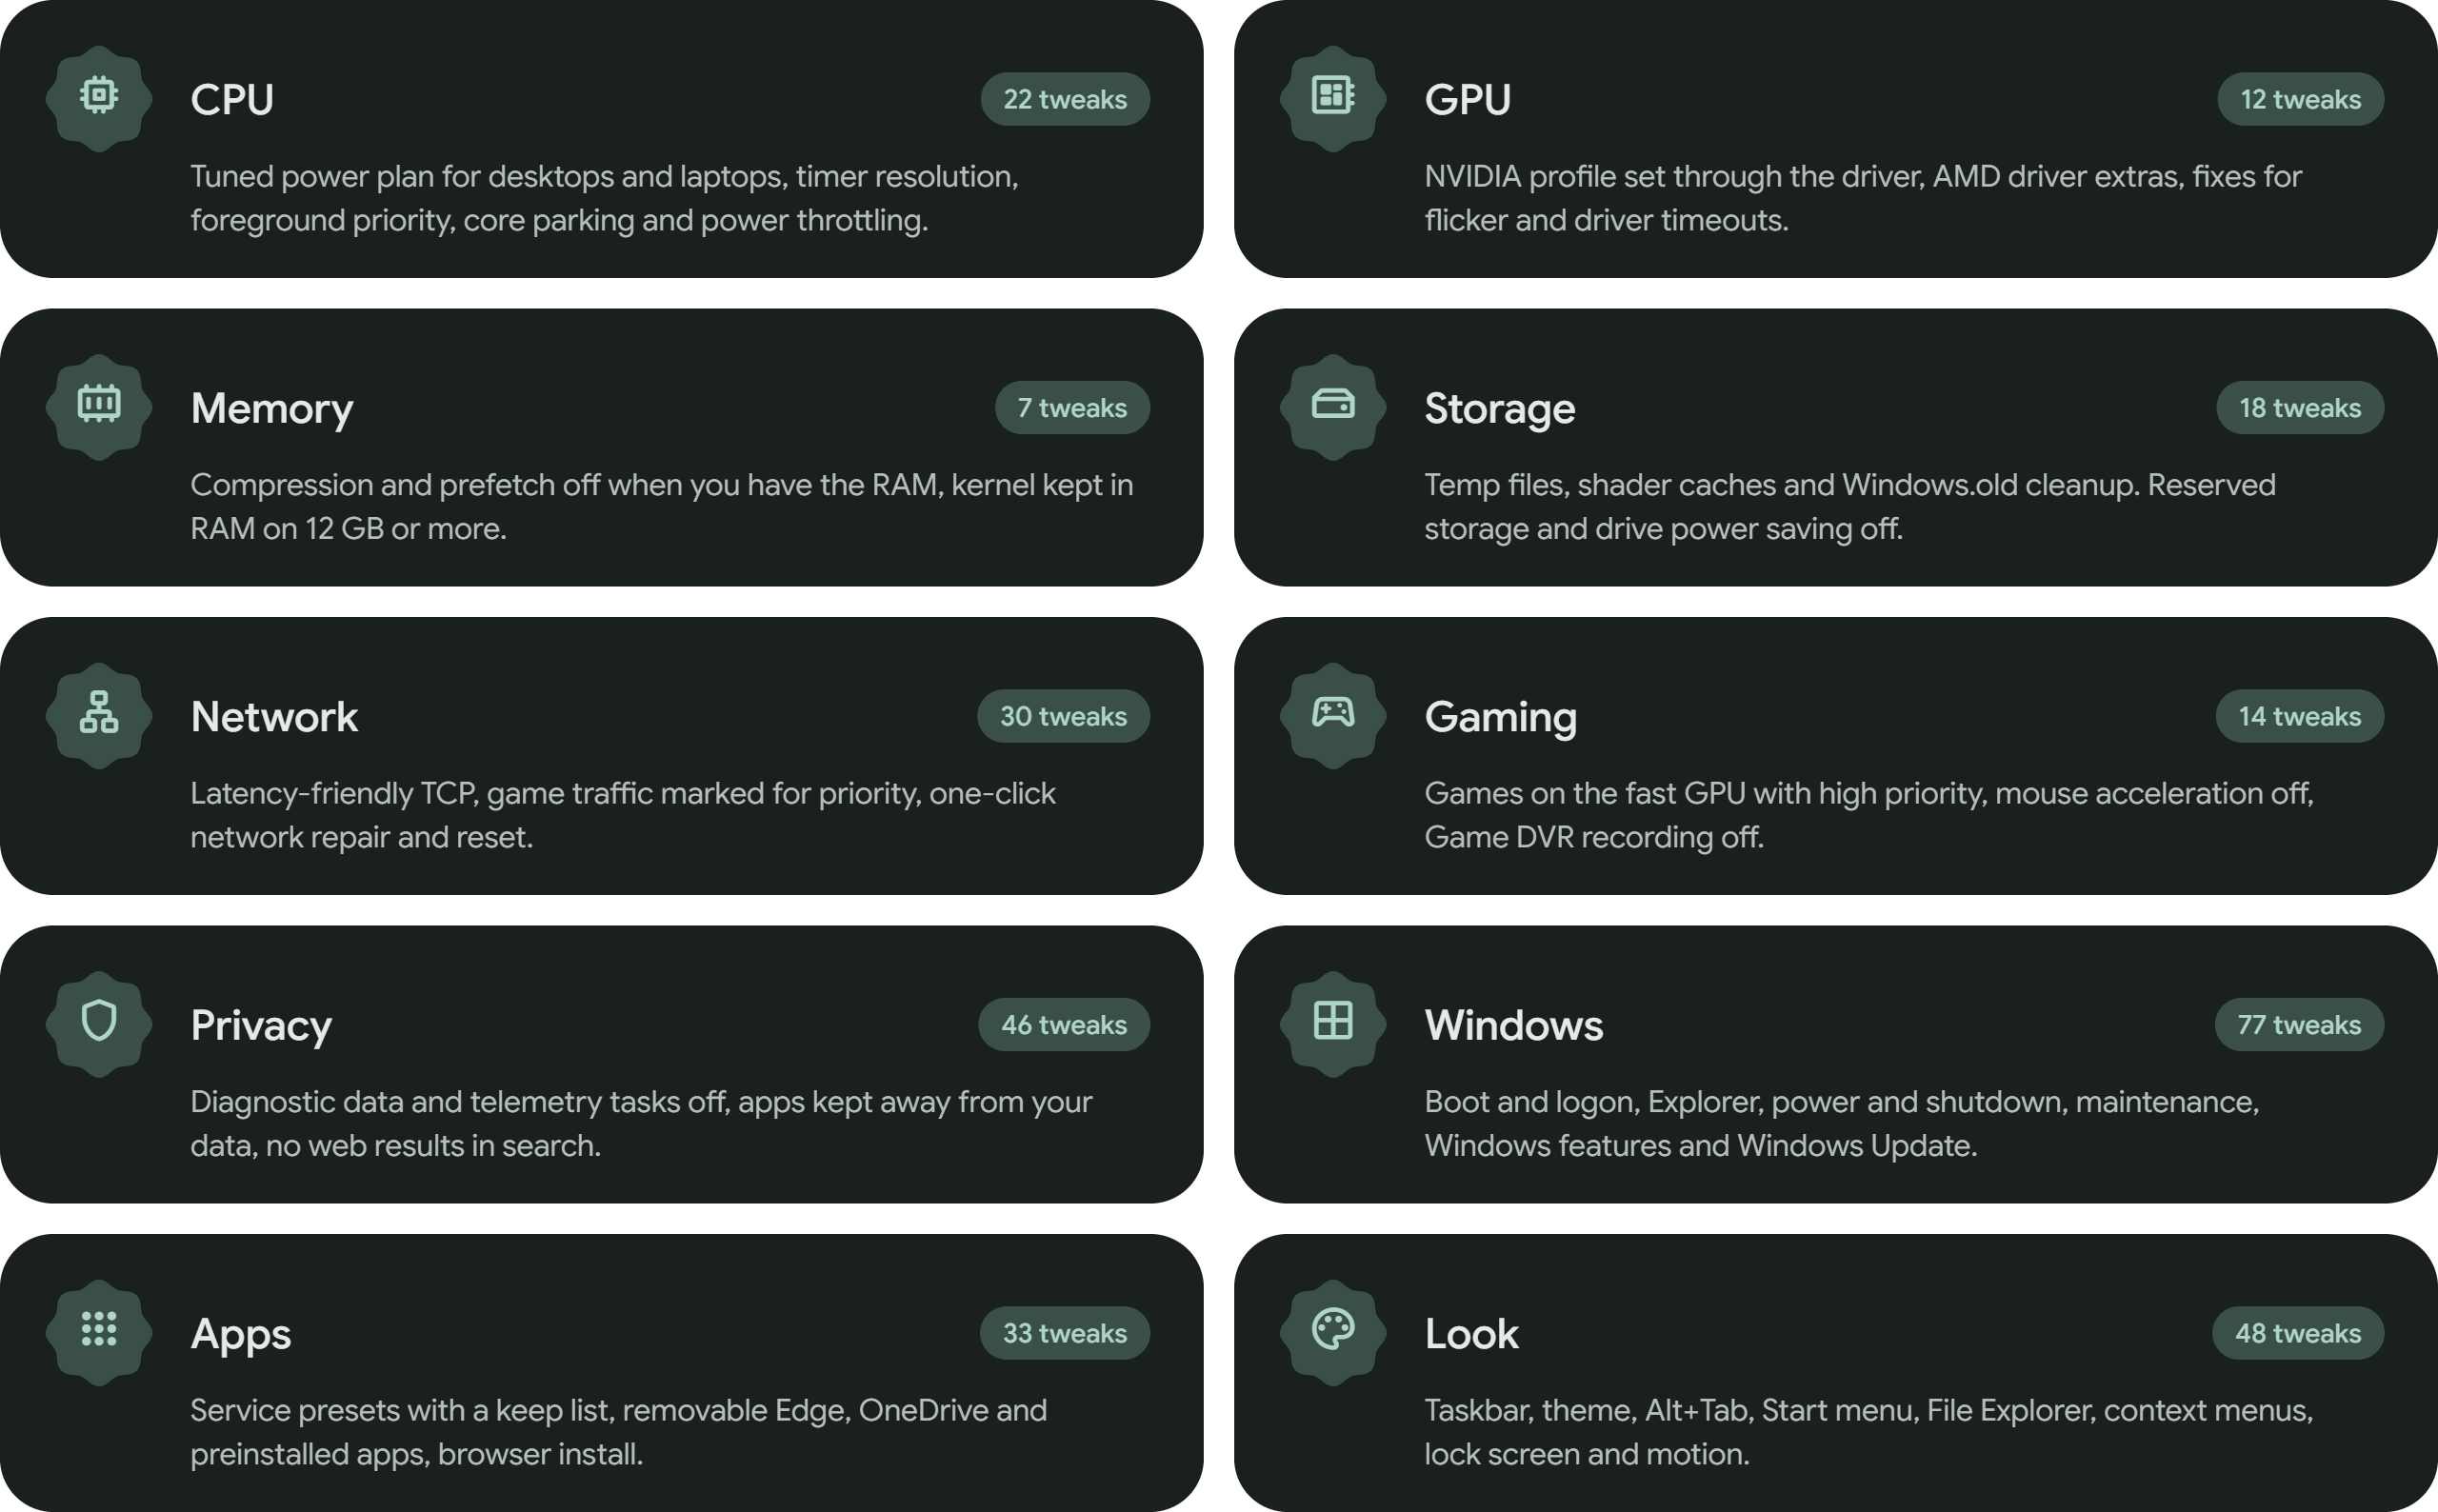 CPU
22 tweaks
Tuned power plan for desktops and laptops, timer resolution,
foreground priority, core parking and power throttling.
GPU
12 tweaks
NVIDIA profile set through the driver, AMD driver extras, fixes for
flicker and driver timeouts.
Memory
7 tweaks
Compression and prefetch off when you have the RAM, kernel kept in
RAM on 12 GB or more.
Storage
18 tweaks
Temp files, shader caches and Windows.old cleanup. Reserved
storage and drive power saving off.
Network
30 tweaks
Latency-friendly TCP, game traffic marked for priority, one-click
network repair and reset.
Gaming
14 tweaks
Games on the fast GPU with high priority, mouse acceleration off,
Game DVR recording off.
Privacy
46 tweaks
Diagnostic data and telemetry tasks off, apps kept away from your
data, no web results in search.
Windows
77 tweaks
Boot and logon, Explorer, power and shutdown, maintenance,
Windows features and Windows Update.
Apps
33 tweaks
Service presets with a keep list, removable Edge, OneDrive and
preinstalled apps, browser install.
Look
48 tweaks
Taskbar, theme, Alt+Tab, Start menu, File Explorer, context menus,
lock screen and motion.